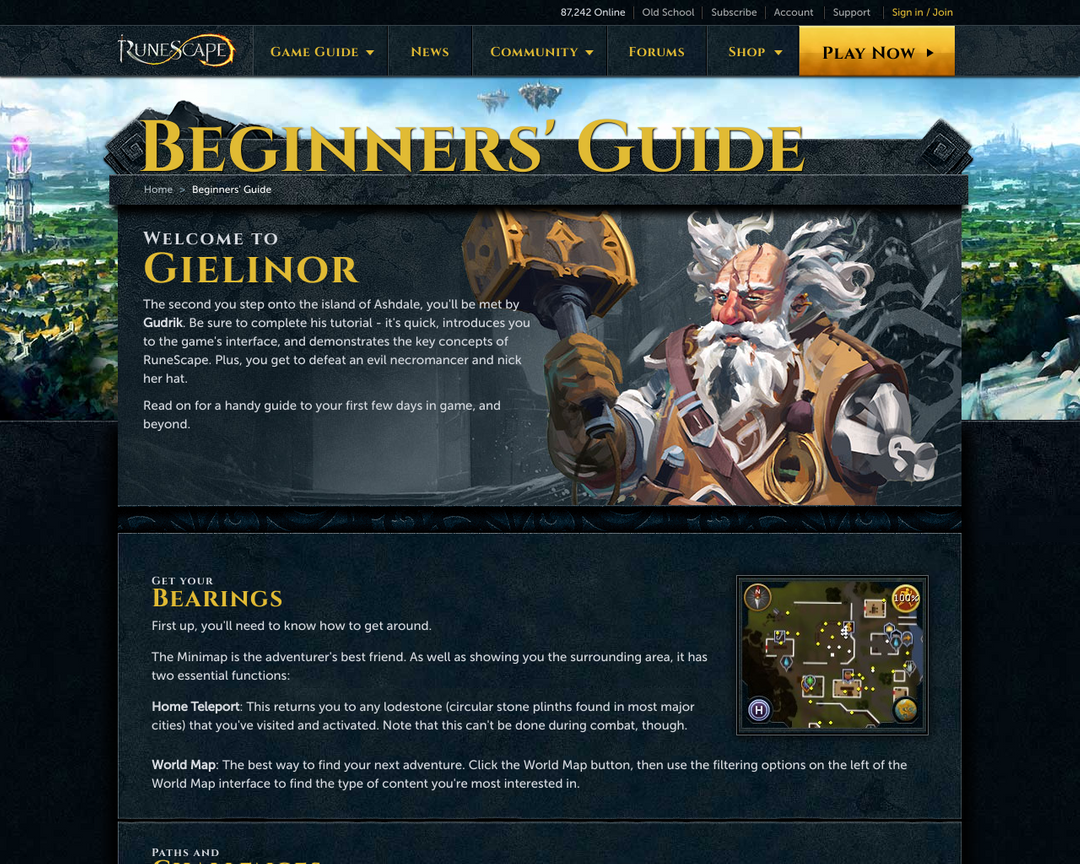 87,242 Online Old School Subscribe Account Support Sign in / Join
RuneScape Game Guide News Community Forums Shop Play Now
Beginners' Guide
Home > Beginners' Guide
Welcome to
Gielinor
The second you step onto the island of Ashdale, you'll be met by
Gudrik. Be sure to complete his tutorial - it's quick, introduces you
to the game's interface, and demonstrates the key concepts of
RuneScape. Plus, you get to defeat an evil necromancer and nick
her hat.
Read on for a handy guide to your first few days in game, and
beyond.
Get your
Bearings
First up, you'll need to know how to get around.
The Minimap is the adventurer's best friend. As well as showing you the surrounding area, it has
two essential functions:
Home Teleport: This returns you to any lodestone (circular stone plinths found in most major
cities) that you've visited and activated. Note that this can't be done during combat, though.
N
100%
H
World Map: The best way to find your next adventure. Click the World Map button, then use the filtering options on the left of the
World Map interface to find the type of content you're most interested in.
Paths and